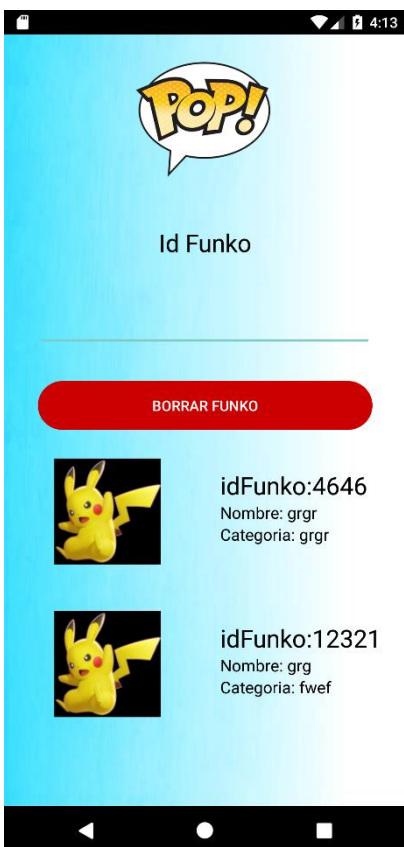 4:13
POP!
Id Funko
BORRAR FUNKO
idFunko:4646
Nombre: grgr
Categoria: grgr
idFunko:12321
Nombre: grg
Categoria: fwef